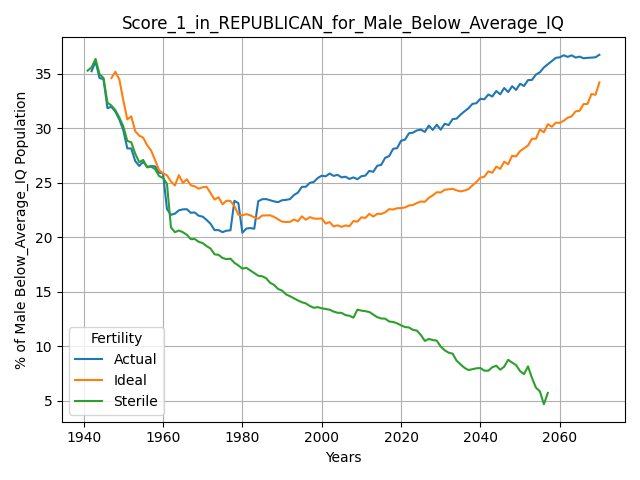 Score_1_in_REPUBLICAN_for_Male_Below_Average_IQ
% of Male Below_Average_IQ Population
35
30
25
20
15
10
5
Fertility
Actual
Ideal
Sterile
1940 1960 1980 2000 2020 2040 2060
Years